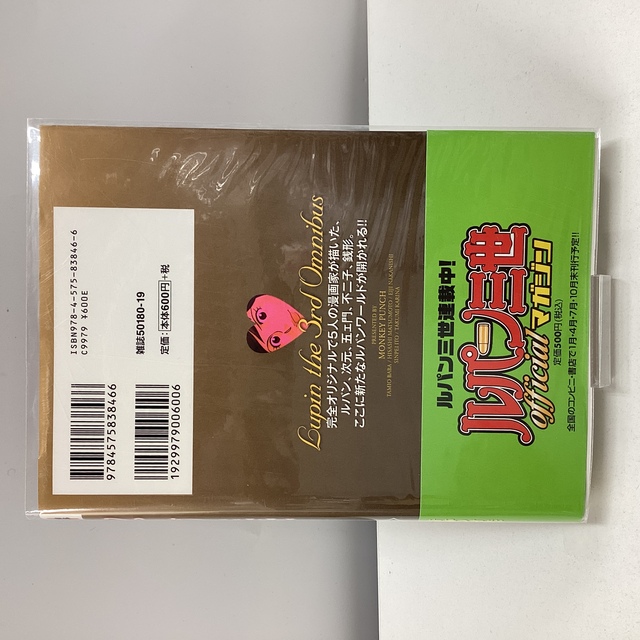 ISBN978-4-575-83846-6
C9979 ¥600E
雑誌50180-19
定価：本体600円+税
9784575838466
1929979006006
Lupin the 3rd Omnibus
完全オリジナルで5人の漫画家が描いた、
ルパン、次元、五ェ門、不二子、銭形。
ここに新たなルパンワールドが開かれる!!
PRESENTED BY
MONKEY PUNCH
ルパン三世連載中!
ルパン三世
official マガジン
定価500円(税込)
全国のコンビニ・書店で1月・4月・7月・10月末刊行予定!!